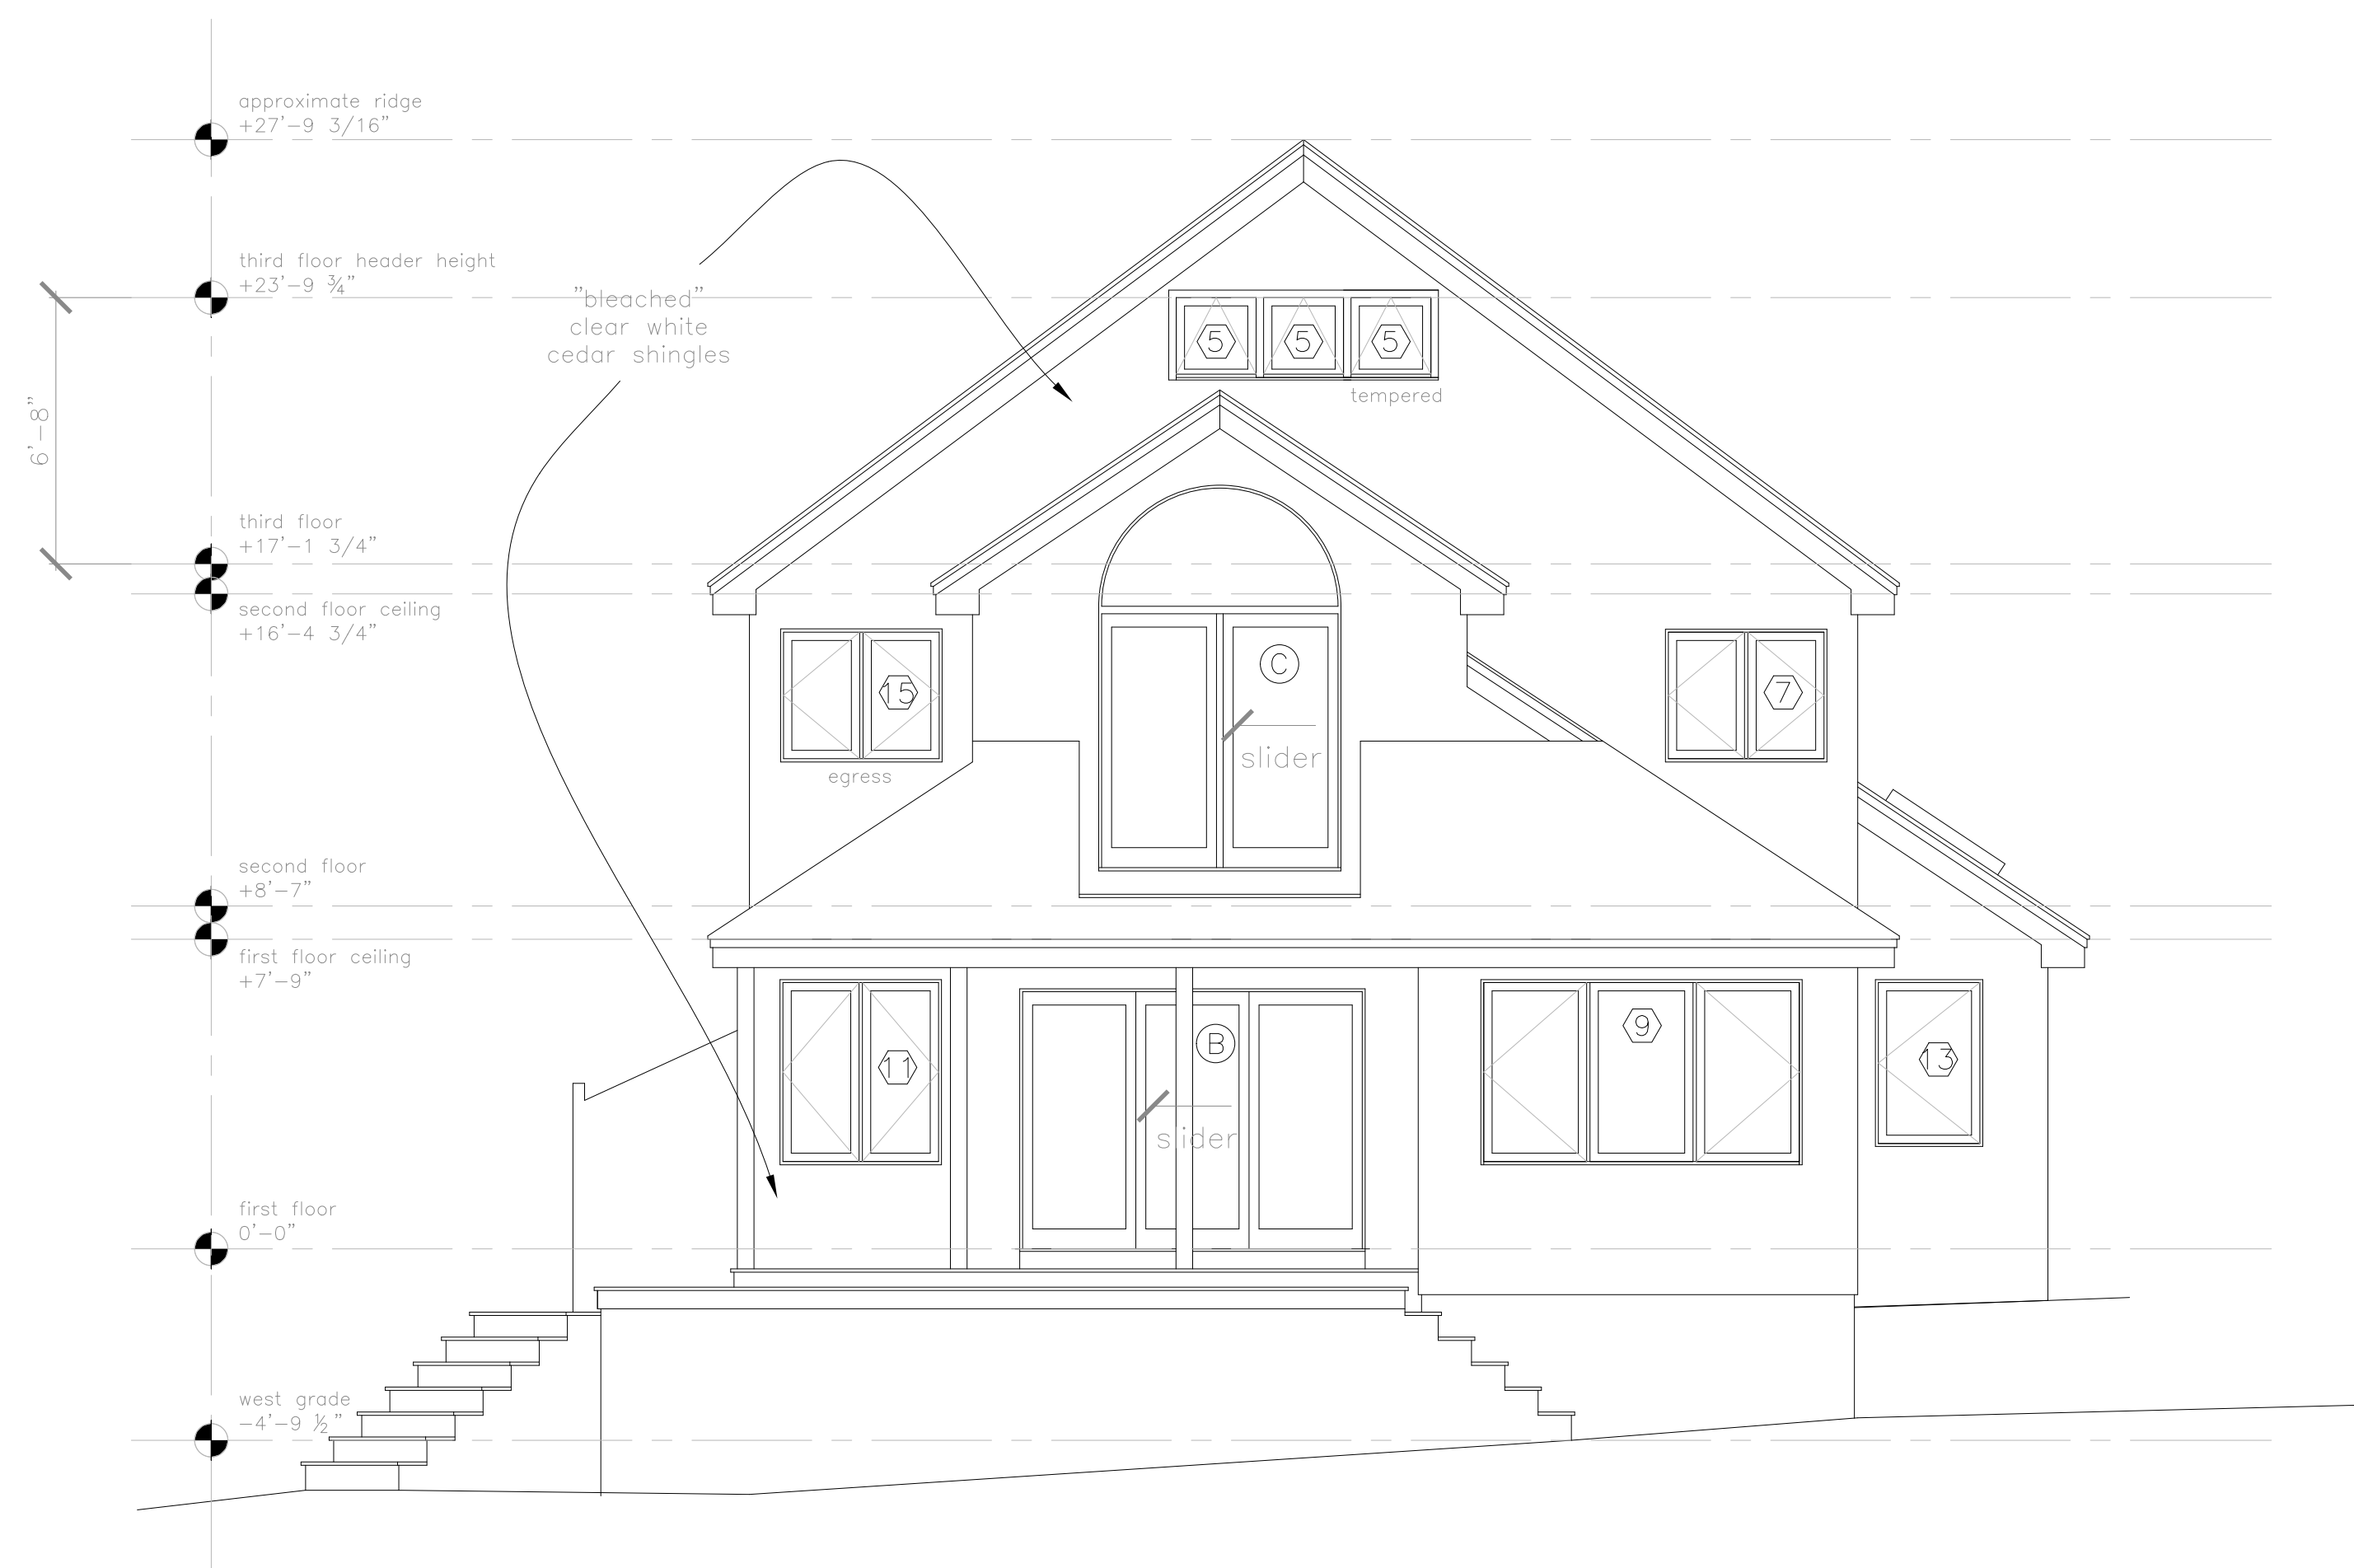 approximate ridge
+27'-9 3/16"
third floor header height
+23'-9 ¾"
"bleached"
clear white
cedar shingles
5
5
5
tempered
6'-8"
third floor
+17'-1 3/4"
second floor ceiling
+16'-4 3/4"
C
15
7
slider
egress
second floor
+8'-7"
first floor ceiling
+7'-9"
9
B
13
11
slider
first floor
0'-0"
west grade
-4'-9 ½"